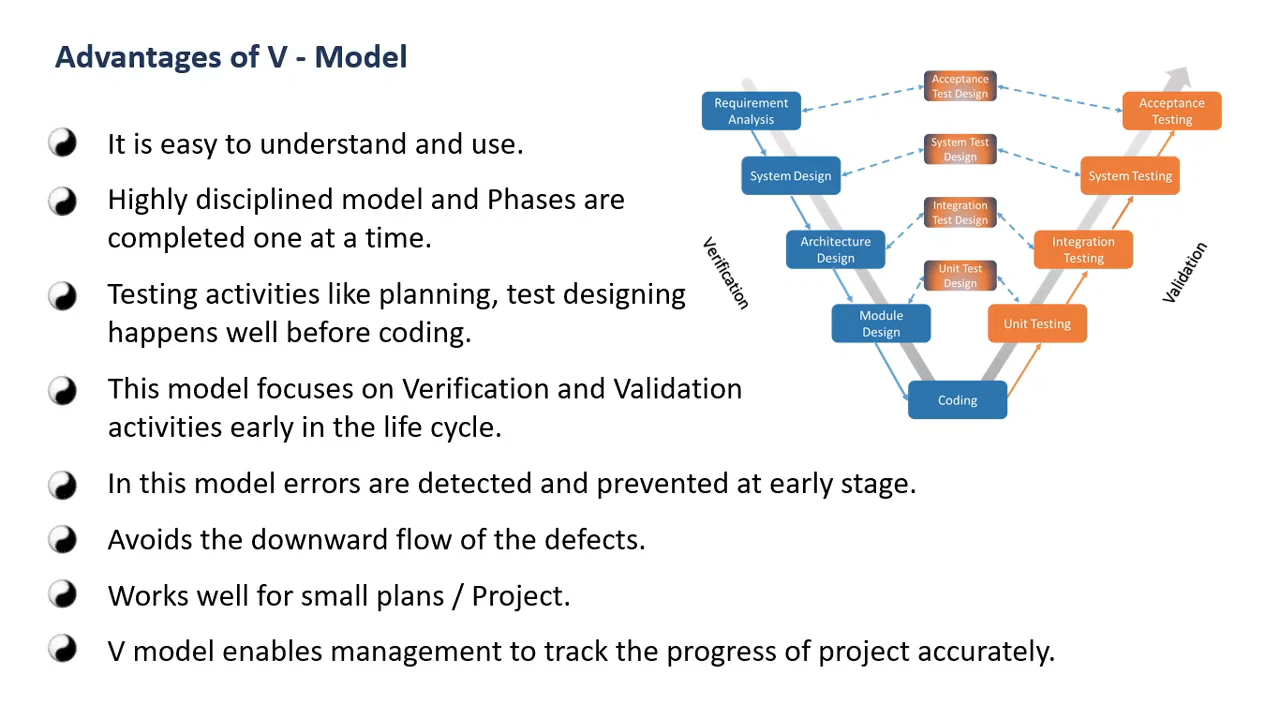 Advantages of V - Model
It is easy to understand and use.
Highly disciplined model and Phases are
completed one at a time.
Testing activities like planning, test designing
happens well before coding.
This model focuses on Verification and Validation
activities early in the life cycle.
In this model errors are detected and prevented at early stage.
Avoids the downward flow of the defects.
Works well for small plans / Project.
V model enables management to track the progress of project accurately.
Requirement
Analysis
Acceptance
Test Design
Acceptance
Testing
System Design
System Test
Design
System Testing
Architecture
Design
Integration
Test Design
Integration
Testing
Module
Design
Unit Test
Design
Unit Testing
Coding
Verification
Validation